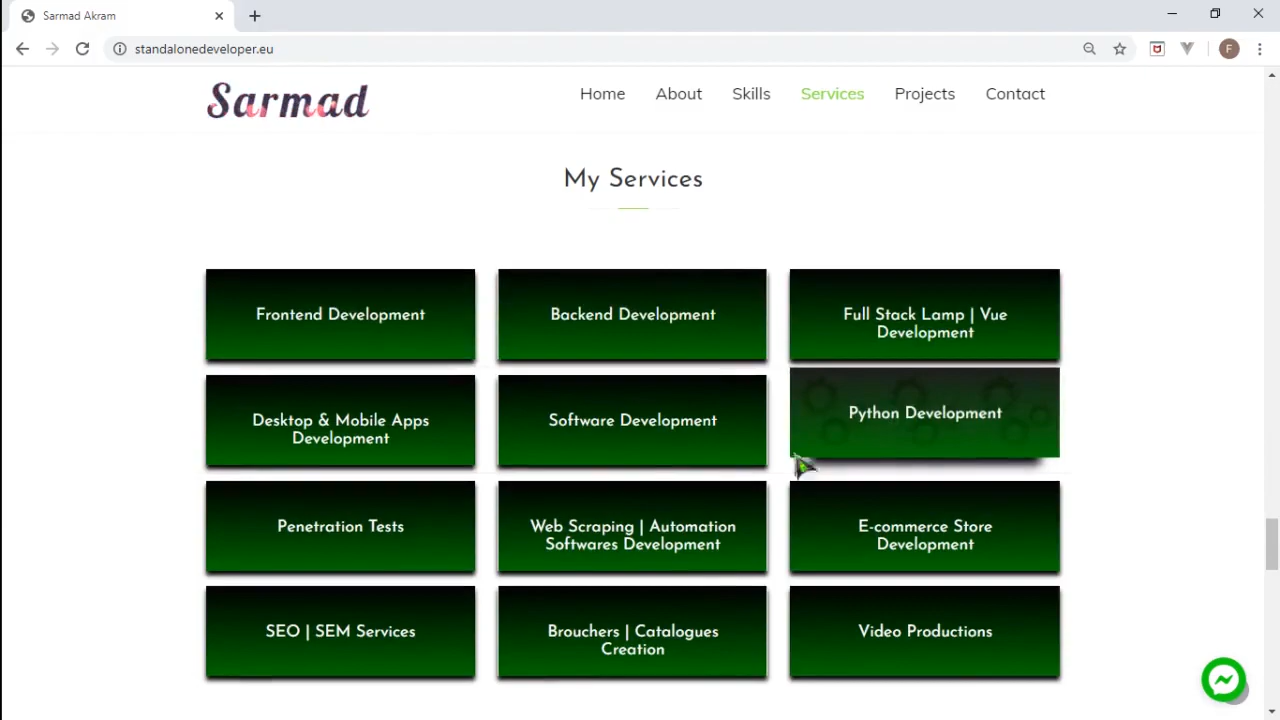 Sarmad Akram
standalonedeveloper.eu
F
Sarmad
Home About Skills Services Projects Contact
My Services
Frontend Development
Backend Development
Full Stack Lamp | Vue
Development
Desktop & Mobile Apps
Development
Software Development
Python Development
Penetration Tests
Web Scraping | Automation
Softwares Development
E-commerce Store
Development
SEO | SEM Services
Brouchers | Catalogues
Creation
Video Productions